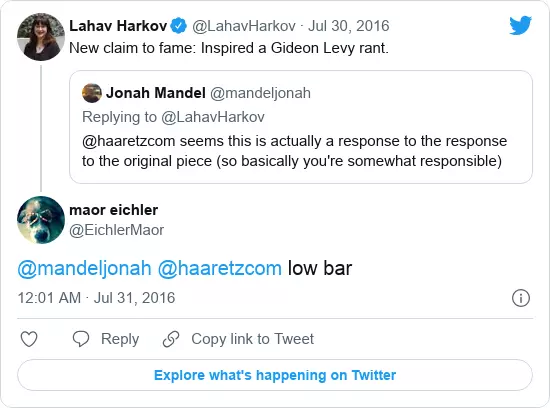 Lahav Harkov @LahavHarkov · Jul 30, 2016
New claim to fame: Inspired a Gideon Levy rant.
Jonah Mandel @mandeljonah
Replying to @LahavHarkov
@haaretzcom seems this is actually a response to the response
to the original piece (so basically you're somewhat responsible)
maor eichler
@EichlerMaor
@mandeljonah @haaretzcom low bar
12:01 AM · Jul 31, 2016
Reply
Copy link to Tweet
Explore what's happening on Twitter